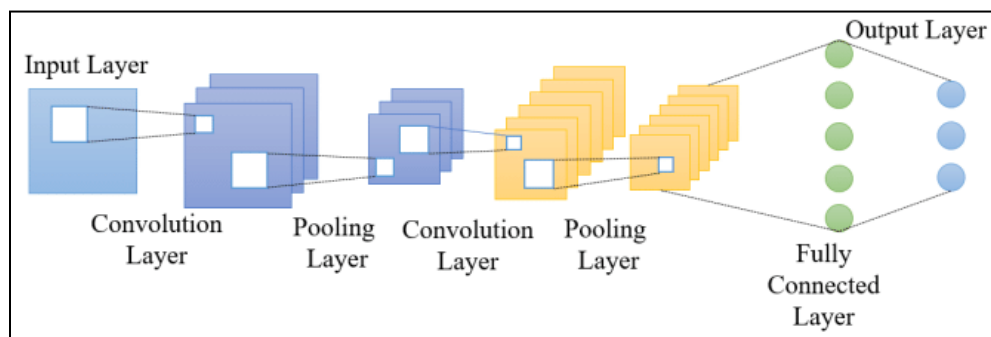 Input Layer
Output Layer
Convolution
Layer
Pooling
Layer
Convolution
Layer
Pooling
Layer
Fully
Connected
Layer